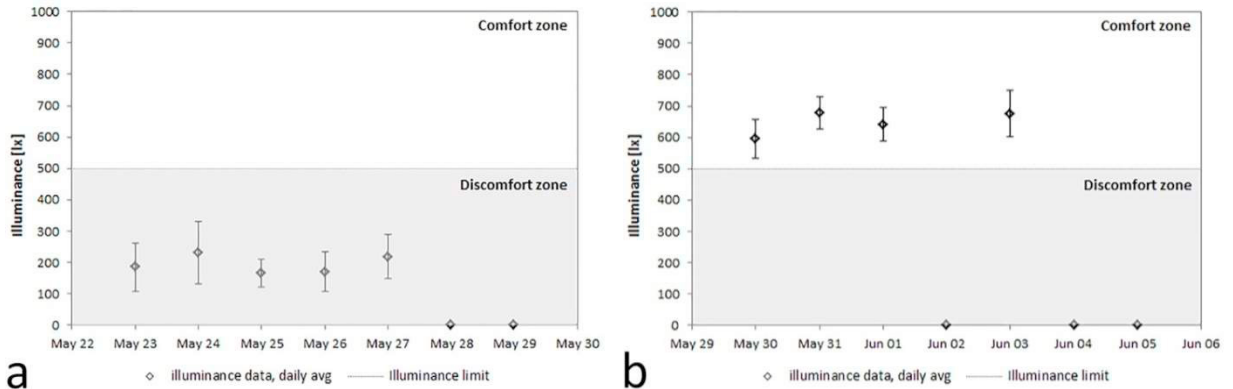 1000
900
800
700
600
500
400
300
200
100
0
Illuminance [lx]
Comfort zone
Discomfort zone
May 22 May 23 May 24 May 25 May 26 May 27 May 28 May 29 May 30
illuminance data, daily avg Illuminance limit
a
1000
900
800
700
600
500
400
300
200
100
0
Illuminance [lx]
Comfort zone
Discomfort zone
May 29 May 30 May 31 Jun 01 Jun 02 Jun 03 Jun 04 Jun 05 Jun 06
illuminance data, daily avg Illuminance limit
b